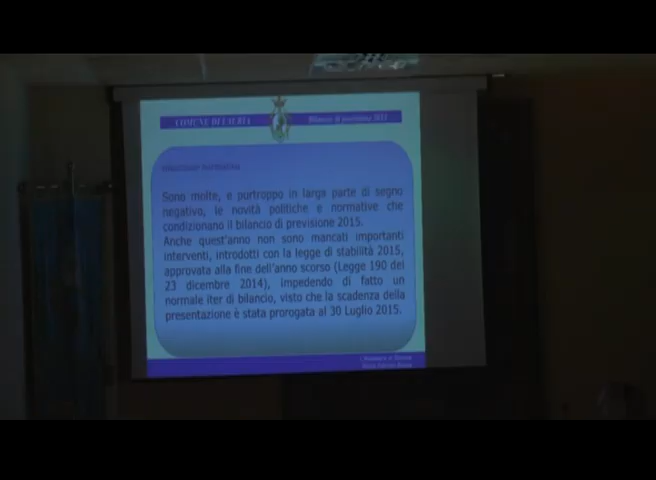 COMUNE DI LAURIA
Bilancio di previsione 2015
Sono molte, e purtroppo in larga parte di segno
negativo, le novità politiche e normative che
condizionano il bilancio di previsione 2015.
Anche quest'anno non sono mancati importanti
interventi, introdotti con la legge di stabilità 2015,
approvata alla fine dell'anno scorso (Legge 190 del
23 dicembre 2014), impedendo di fatto un
normale iter di bilancio, visto che la scadenza della
presentazione è stata prorogata al 30 Luglio 2015.